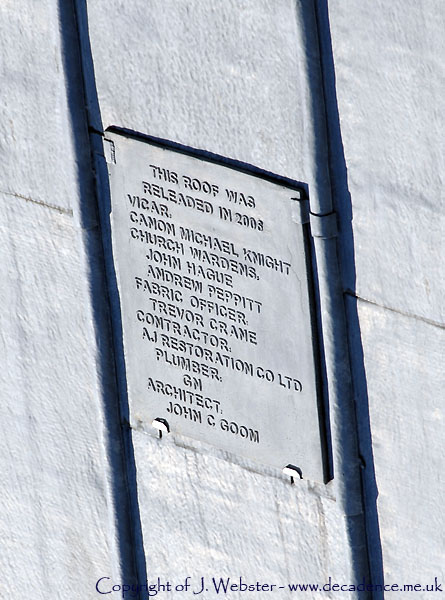 THIS ROOF WAS
RELEADED IN 2006
VICAR.
CANON MICHAEL KNIGHT
CHURCH WARDENS.
JOHN HAGUE
ANDREW PEPPITT
FABRIC OFFICER.
TREVOR CRANE
CONTRACTOR.
AJ RESTORATION CO LTD
PLUMBER.
GN
ARCHITECT.
JOHN C GOOM
Copyright of J. Webster - www.decadence.me.uk